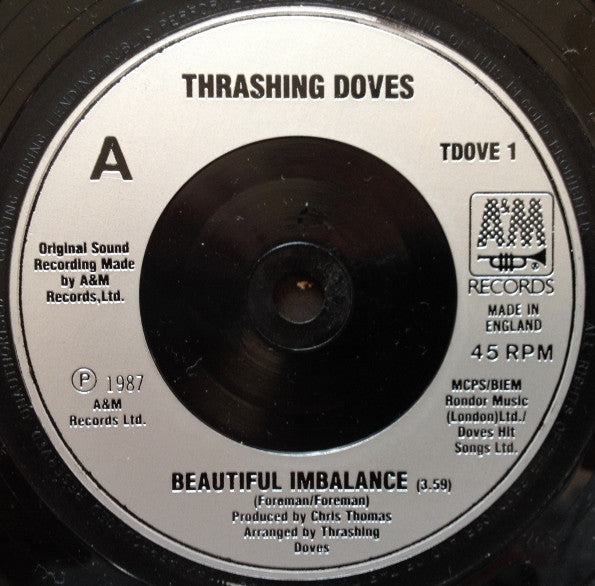 THRASHING DOVES
A
TDOVE 1
A&M
RECORDS
MADE IN
ENGLAND
45 RPM
Original Sound
Recording Made
by A&M
Records,Ltd.
Ⓟ 1987
A&M
Records Ltd.
MCPS/BIEM
Rondor Music
(London)Ltd./
Doves Hit
Songs Ltd.
BEAUTIFUL IMBALANCE (3.59)
(Foreman/Foreman)
Produced by Chris Thomas
Arranged by Thrashing
Doves